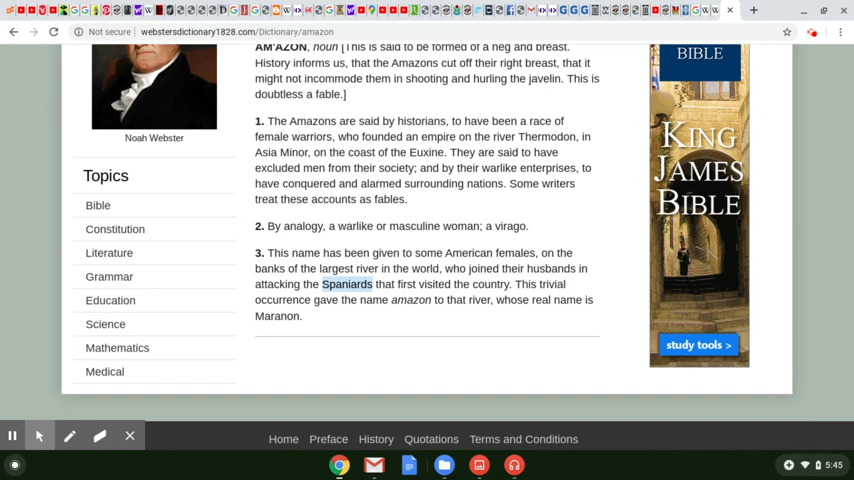 Not secure | webstersdictionary1828.com/Dictionary/amazon
AM'AZON, noun [This is said to be formed of a neg and breast.
History informs us, that the Amazons cut off their right breast, that it
might not incommode them in shooting and hurling the javelin. This is
doubtless a fable.]
1. The Amazons are said by historians, to have been a race of
female warriors, who founded an empire on the river Thermodon, in
Asia Minor, on the coast of the Euxine. They are said to have
excluded men from their society; and by their warlike enterprises, to
have conquered and alarmed surrounding nations. Some writers
treat these accounts as fables.
2. By analogy, a warlike or masculine woman; a virago.
3. This name has been given to some American females, on the
banks of the largest river in the world, who joined their husbands in
attacking the Spaniards that first visited the country. This trivial
occurrence gave the name amazon to that river, whose real name is
Maranon.
Noah Webster
Topics
Bible
Constitution
Literature
Grammar
Education
Science
Mathematics
Medical
BIBLE
KING
JAMES
BIBLE
study tools >
Home Preface History Quotations Terms and Conditions
5:45